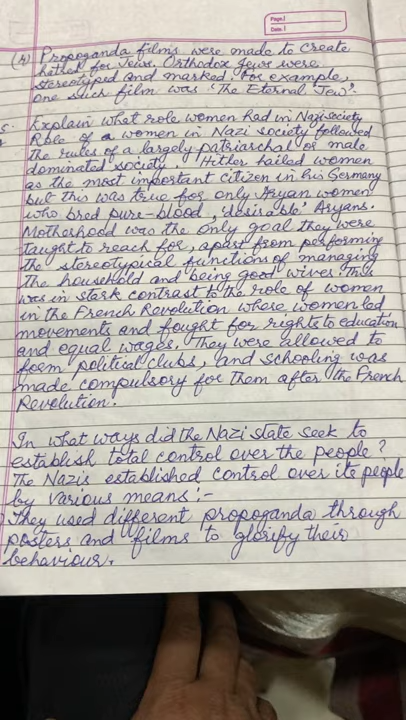 Page:
Date:
(4) Propoganda films were made to create
hatred for Jews. Orthodox Jews were
stereotyped and marked. For example,
one such film was 'The Eternal Jew'.
5. Explain what role women had in Nazi society
Role of a women in Nazi society followed
the rules of a largely patriarchal or male
dominated society. Hitler hailed women
as the most important citizen in his Germany
but this was true for only Aryan women
who bred pure-blood, 'desirable' Aryans.
Motherhood was the only goal they were
taught to reach for, apart from performing
the stereotypical functions of managing
the household and being good wives. This
was in stark contrast to the role of women
in the French Revolution where women led
movements and fought for rights to education
and equal wages. They were allowed to
form political clubs, and schooling was
made compulsory for them after the French
Revolution.
In what ways did the Nazi state seek to
establish total control over the people?
The Nazis established control over its people
by various means :-
They used different propoganda through
posters and films to glorify their
behaviour.